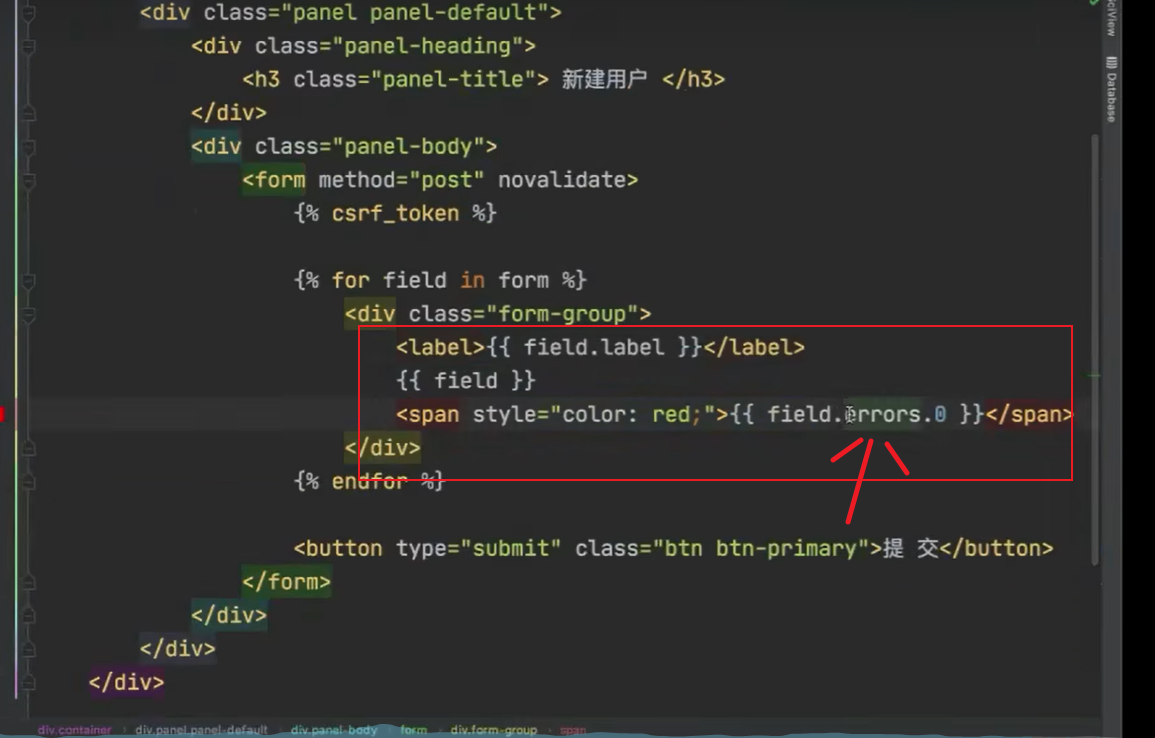 <div class="panel panel-default">
<div class="panel-heading">
<h3 class="panel-title"> 新建用户 </h3>
</div>
<div class="panel-body">
<form method="post" novalidate>
{% csrf_token %}
{% for field in form %}
<div class="form-group">
<label>{{ field.label }}</label>
{{ field }}
<span style="color: red;">{{ field.errors.0 }}</span>
</div>
{% endfor %}
<button type="submit" class="btn btn-primary">提 交</button>
</form>
</div>
</div>
</div>
div.container div.panel.panel-default div.panel-body form div.form-group span
SciView
Database